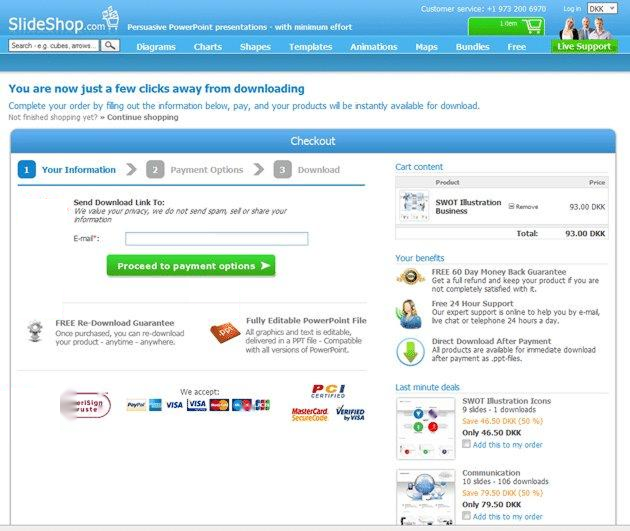 SlideShop.com
Persuasive PowerPoint presentations - with minimum effort
Customer service: +1 973 200 6970
Log in
DKK
1 item
Search - e.g. cubes, arrows...
Diagrams Charts Shapes Templates Animations Maps Bundles Free
Live Support
You are now just a few clicks away from downloading
Complete your order by filling out the information below, pay, and your products will be instantly available for download.
Not finished shopping yet? » Continue shopping
Checkout
1 Your Information 2 Payment Options 3 Download
Send Download Link To:
We value your privacy, we do not send spam, sell or share your
information
E-mail*:
Proceed to payment options
FREE Re-Download Guarantee
Once purchased, you can re-download
your product - anytime - anywhere.
.PPT
Fully Editable PowerPoint File
All graphics and text is editable,
delivered in a PPT file - Compatible
with all versions of PowerPoint.
We accept:
PayPal VISA VISA
PCI
CERTIFIED
MasterCard.
SecureCode.
VERIFIED
by VISA
Cart content
Product Price
SWOT Illustration
Business
Remove
93.00 DKK
Total: 93.00 DKK
Your benefits
FREE 60 Day Money Back Guarantee
Get a full refund and keep your product if you
are not completely satisfied with it.
Free 24 Hour Support
Our expert support is online to help you by e-mail,
live chat or telephone 24 hours a day.
Direct Download After Payment
All products are available for immediate download
after payment as .ppt-files.
Last minute deals
SWOT Illustration Icons
9 slides - 1 downloads
Save 46.50 DKK (50 %)
Only 46.50 DKK
Add this to my order
Communication
10 slides - 106 downloads
Save 79.50 DKK (50 %)
Only 79.50 DKK
Add this to my order